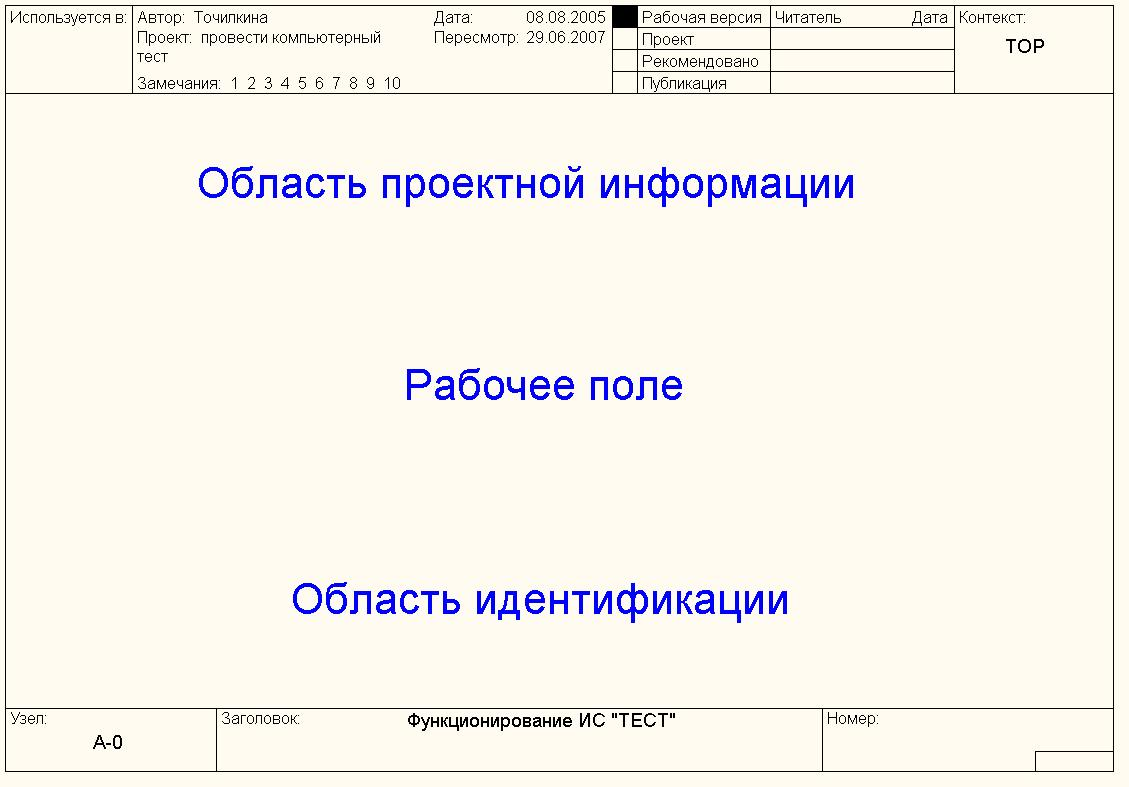 Используется в:
Автор: Точилкина
Дата: 08.08.2005
Проект: провести компьютерный
тест
Пересмотр: 29.06.2007
Замечания: 1 2 3 4 5 6 7 8 9 10
Рабочая версия
Проект
Рекомендовано
Публикация
Читатель Дата
Контекст:
TOP
Область проектной информации
Рабочее поле
Область идентификации
Узел:
А-0
Заголовок: Функционирование ИС "ТЕСТ"
Номер: